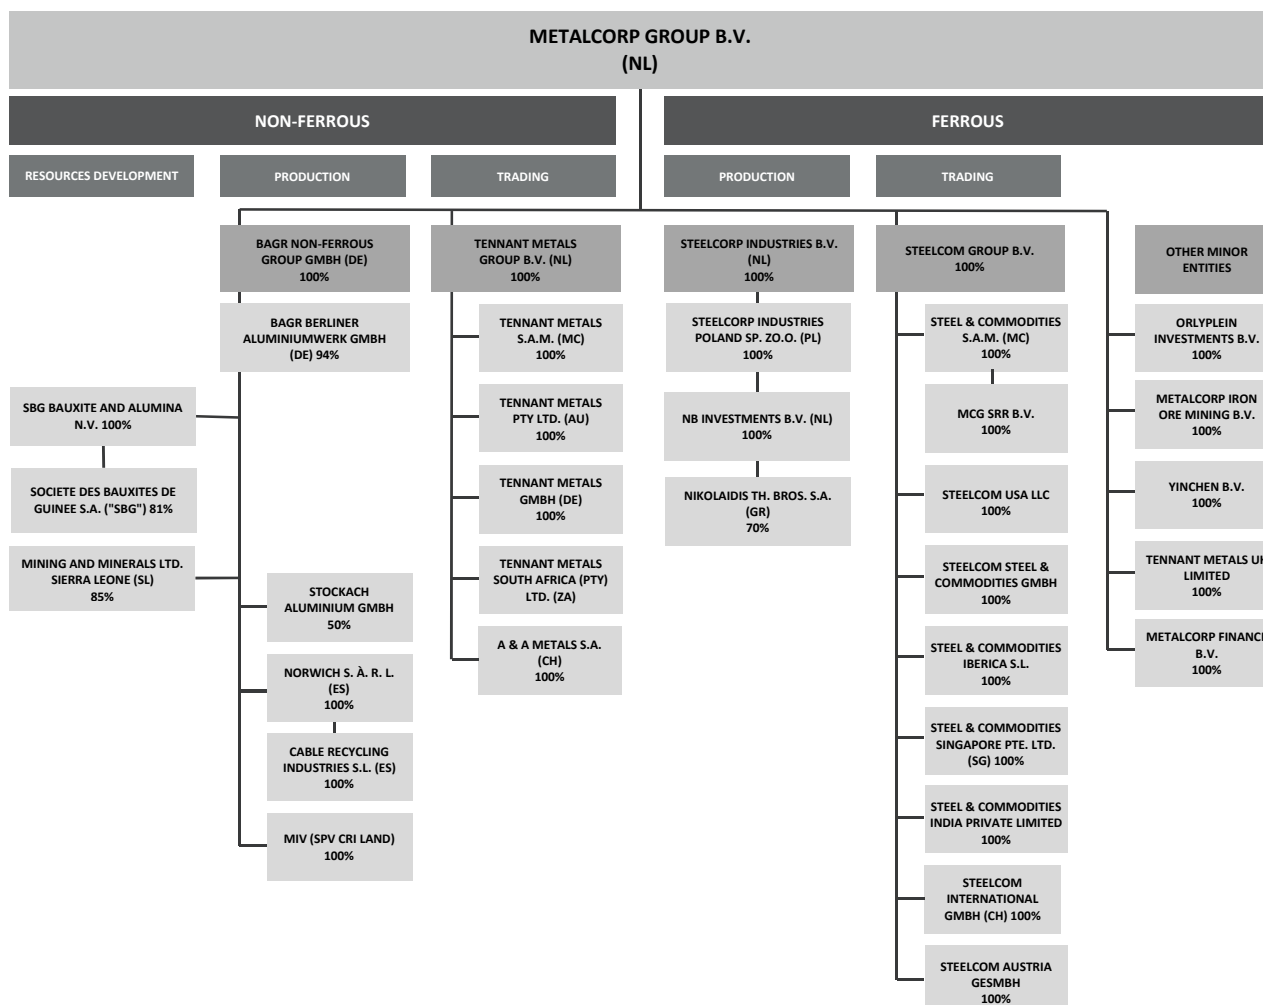 METALCORP GROUP B.V.
(NL)
NON-FERROUS
FERROUS
RESOURCES DEVELOPMENT
PRODUCTION
TRADING
PRODUCTION
TRADING
BAGR NON-FERROUS
GROUP GMBH (DE)
100%
TENNANT METALS
GROUP B.V. (NL)
100%
STEELCORP INDUSTRIES B.V.
(NL)
100%
STEELCOM GROUP B.V.
100%
OTHER MINOR
ENTITIES
BAGR BERLINER
ALUMINIUMWERK GMBH
(DE) 94%
SBG BAUXITE AND ALUMINA
N.V. 100%
SOCIETE DES BAUXITES DE
GUINEE S.A. ("SBG") 81%
MINING AND MINERALS LTD.
SIERRA LEONE (SL)
85%
STOCKACH
ALUMINIUM GMBH
50%
NORWICH S. À. R. L.
(ES)
100%
CABLE RECYCLING
INDUSTRIES S.L. (ES)
100%
MIV (SPV CRI LAND)
100%
TENNANT METALS
S.A.M. (MC)
100%
TENNANT METALS
PTY LTD. (AU)
100%
TENNANT METALS
GMBH (DE)
100%
TENNANT METALS
SOUTH AFRICA (PTY)
LTD. (ZA)
A & A METALS S.A.
(CH)
100%
STEELCORP INDUSTRIES
POLAND SP. ZO.O. (PL)
100%
NB INVESTMENTS B.V. (NL)
100%
NIKOLAIDIS TH. BROS. S.A.
(GR)
70%
STEEL & COMMODITIES
S.A.M. (MC)
100%
MCG SRR B.V.
100%
STEELCOM USA LLC
100%
STEELCOM STEEL &
COMMODITIES GMBH
100%
STEEL & COMMODITIES
IBERICA S.L.
100%
STEEL & COMMODITIES
SINGAPORE PTE. LTD.
(SG) 100%
STEEL & COMMODITIES
INDIA PRIVATE LIMITED
100%
STEELCOM
INTERNATIONAL
GMBH (CH) 100%
STEELCOM AUSTRIA
GESMBH
100%
ORLYPLEIN
INVESTMENTS B.V.
100%
METALCORP IRON
ORE MINING B.V.
100%
YINCHEN B.V.
100%
TENNANT METALS
LIMITED
100%
METALCORP
B.V.
100%